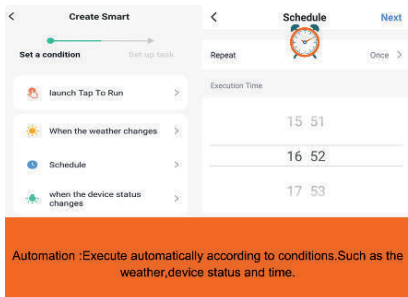 Create Smart
Set a condition
Set up task
launch Tap To Run
When the weather changes
Schedule
when the device status
changes
Schedule
Next
Repeat
Once
Execution Time
15 51
16 52
17 53
Automation :Execute automatically according to conditions.Such as the
weather,device status and time.